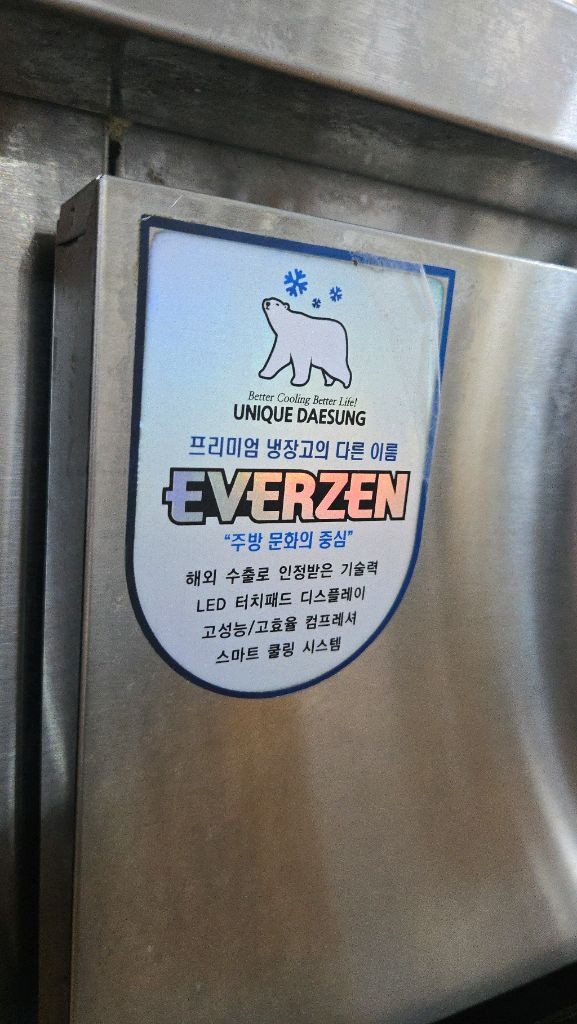 Better Cooling Better Life!
UNIQUE DAESUNG
프리미엄 냉장고의 다른 이름
EVERZEN
“주방 문화의 중심”
해외 수출로 인정받은 기술력
LED 터치패드 디스플레이
고성능/고효율 컴프레셔
스마트 쿨링 시스템